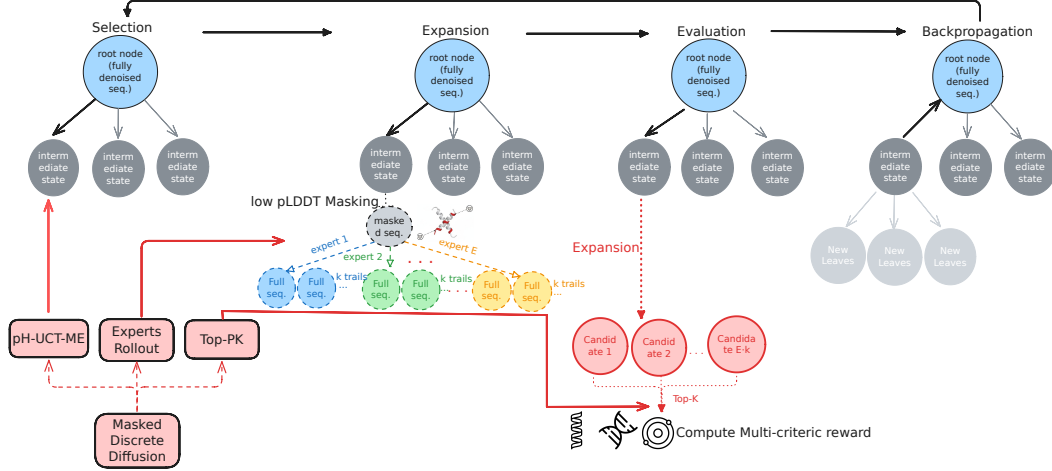 Selection
Expansion
Evaluation
Backpropagation
root node
(fully
denoised
seq.)
root node
(fully
denoised
seq.)
root node
(fully
denoised
seq.)
root node
(fully
denoised
seq.)
interm
ediate
state
interm
ediate
state
interm
ediate
state
interm
ediate
state
interm
ediate
state
interm
ediate
state
interm
ediate
state
interm
ediate
state
interm
ediate
state
interm
ediate
state
interm
ediate
state
interm
ediate
state
low pLDDT Masking
maske
d seq.
expert 1
expert 2
expert E
Full
seq.
Full
seq.
k trails
...
Full
seq.
Full
seq.
k trails
...
Full
seq.
Full
seq.
k trails
...
Expansion
New
Leaves
New
Leaves
New
Leaves
pH-UCT-ME
Experts
Rollout
Top-PK
Masked
Discrete
Diffusion
Candid
ate 1
Candid
ate 2
Candida
te E·k
Top-K
Compute Multi-criteric reward